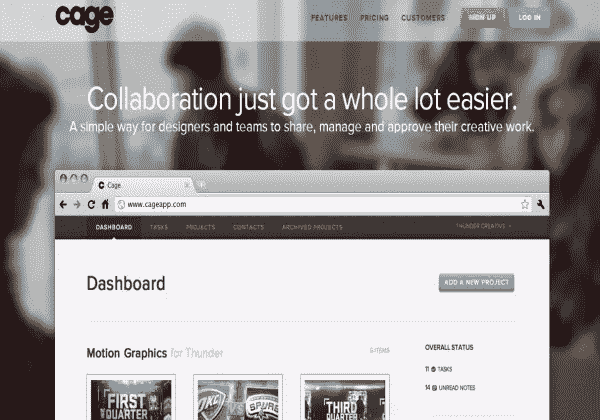 cage
FEATURES PRICING CUSTOMERS SIGN UP LOG IN
Collaboration just got a whole lot easier.
A simple way for designers and teams to share, manage and approve their creative work.
Cage
www.cageapp.com
DASHBOARD TASKS PROJECTS CONTACTS ARCHIVED PROJECTS THUNDER CREATIVE
Dashboard
ADD A NEW PROJECT
Motion Graphics for Thunder
5 ITEMS
OVERALL STATUS
11 TASKS
14 UNREAD NOTES
FIRST
QUARTER
OKC
SPURS
THIRD
QUARTER